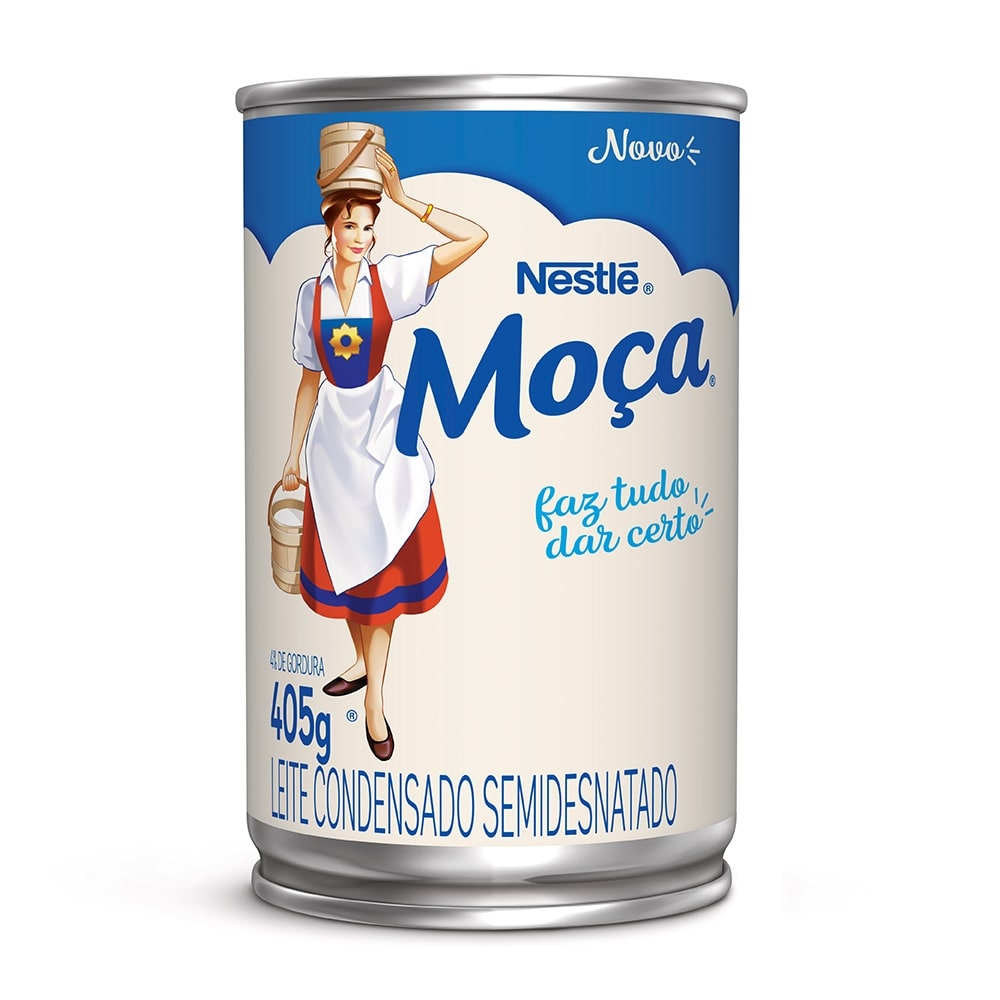 Novo
Nestlé®
Moça®
faz tudo
dar certo
4% DE GORDURA
405g ®
LEITE CONDENSADO SEMIDESNATADO